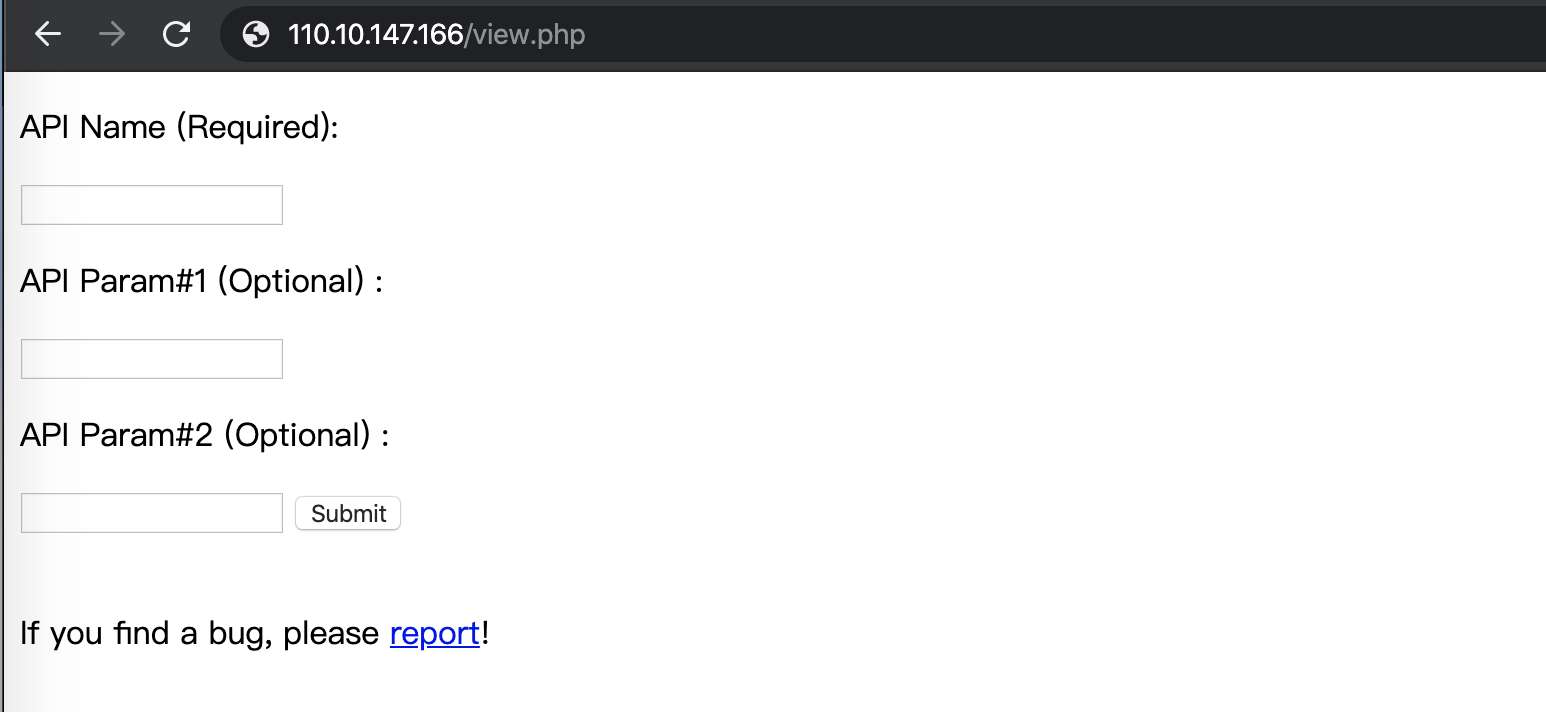 110.10.147.166/view.php
API Name (Required):
API Param#1 (Optional) :
API Param#2 (Optional) :
Submit
If you find a bug, please report!